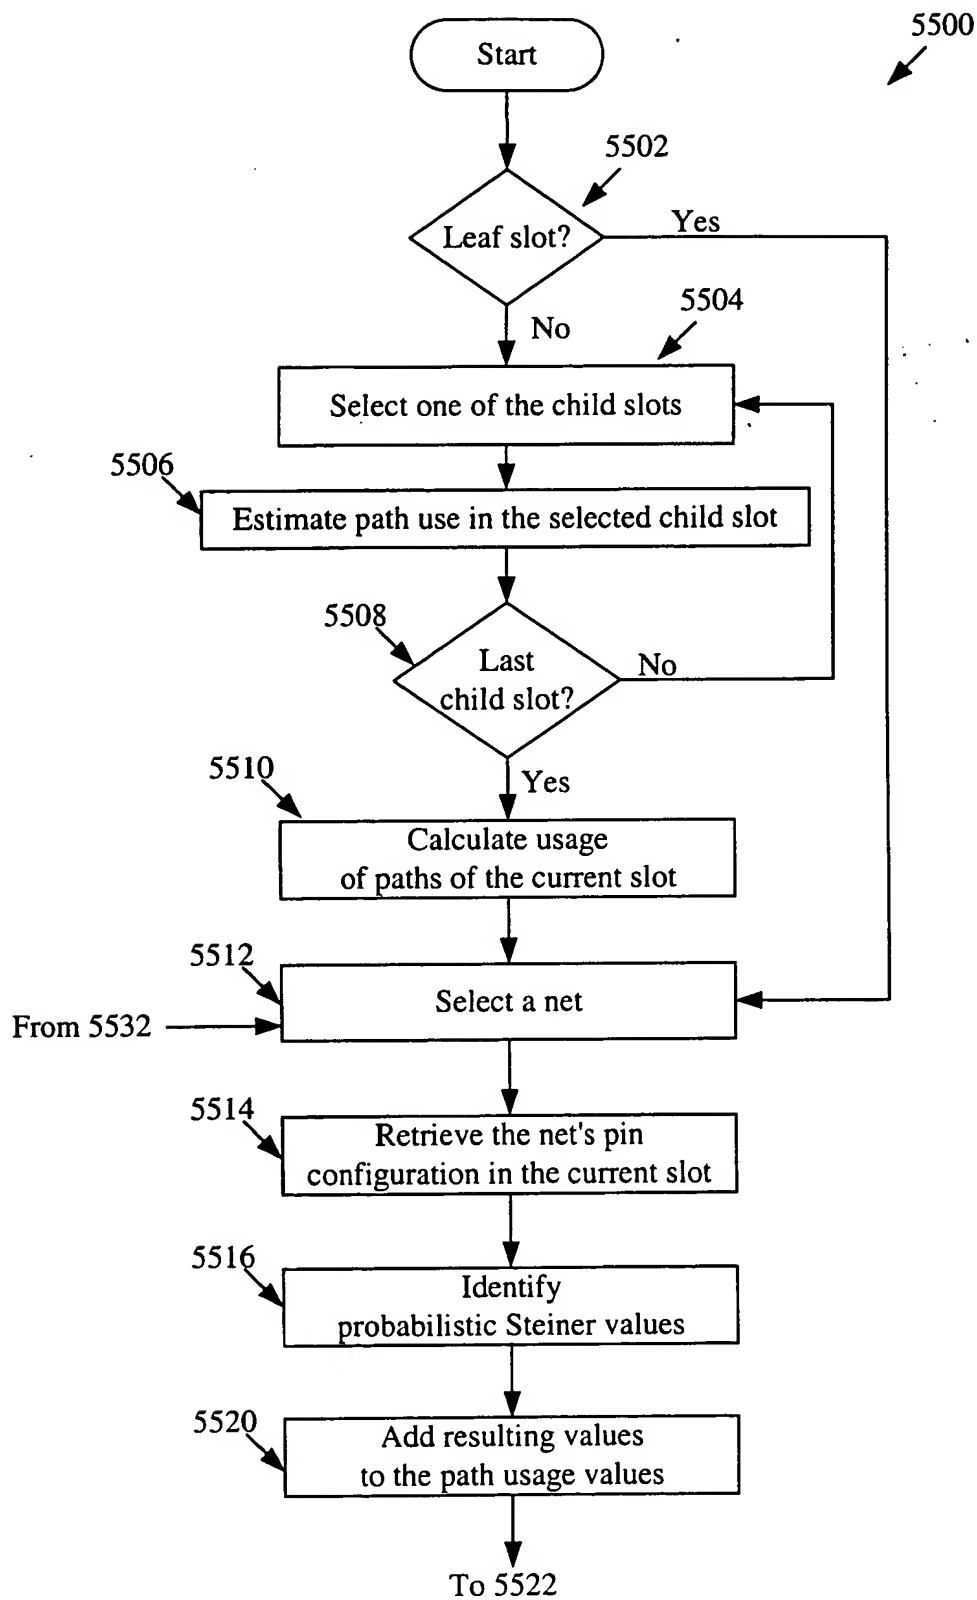 5500
Start
5502
Leaf slot?
Yes
No
5504
Select one of the child slots
5506
Estimate path use in the selected child slot
5508
Last
child slot?
No
Yes
5510
Calculate usage
of paths of the current slot
5512
Select a net
From 5532
5514
Retrieve the net's pin
configuration in the current slot
5516
Identify
probabilistic Steiner values
5520
Add resulting values
to the path usage values
To 5522